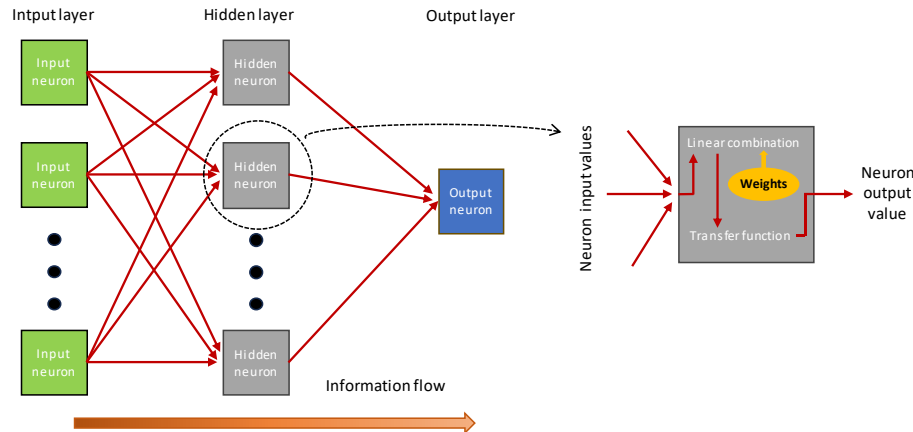 Intput layer
Hidden layer
Output layer
Input
neuron
Hidden
neuron
Input
neuron
Hidden
neuron
Output
neuron
Input
neuron
Hidden
neuron
Information flow
Neuron input values
Linear combination
Weights
Transfer function
Neuron
output
value